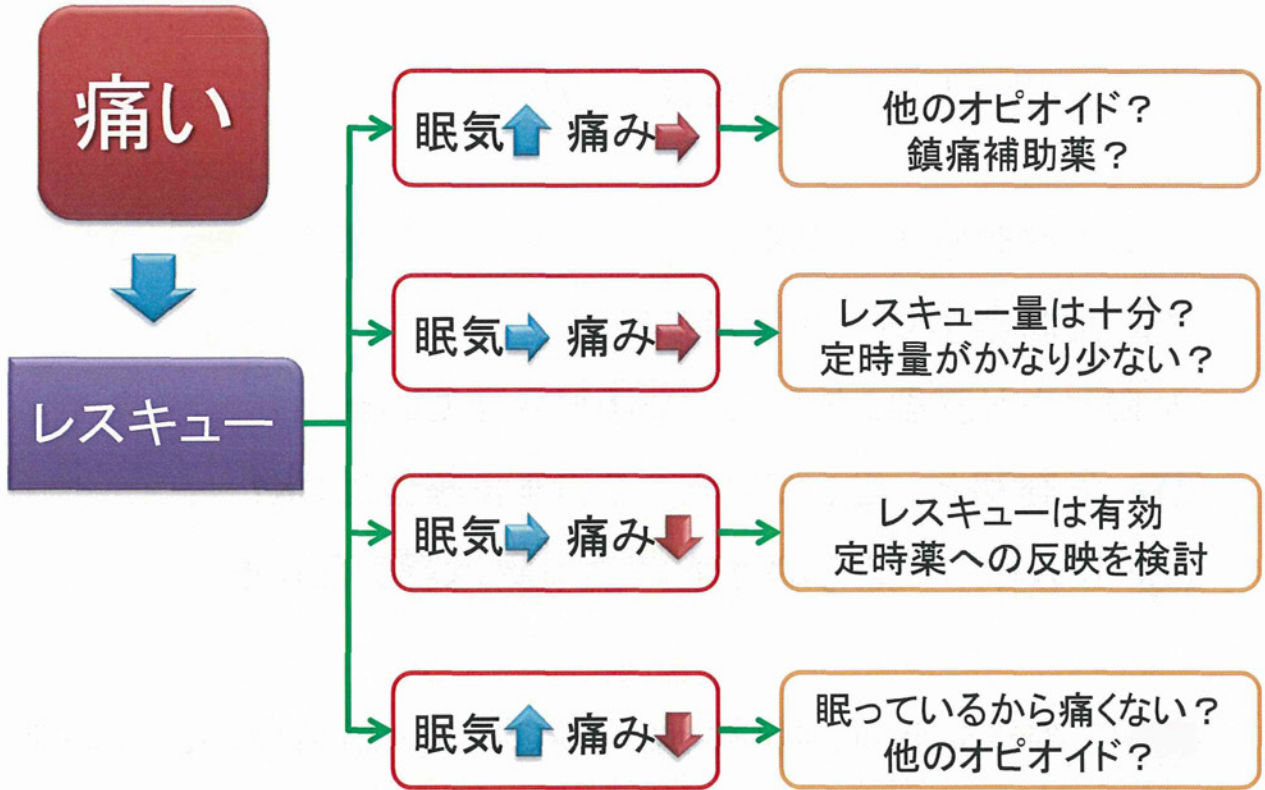 痛い
レスキュー
眠気 痛み
他のオピオイド？
鎮痛補助薬？
眠気 痛み
レスキュー量は十分？
定時量がかなり少ない？
眠気 痛み
レスキューは有効
定時薬への反映を検討
眠気 痛み
眠っているから痛くない？
他のオピオイド？